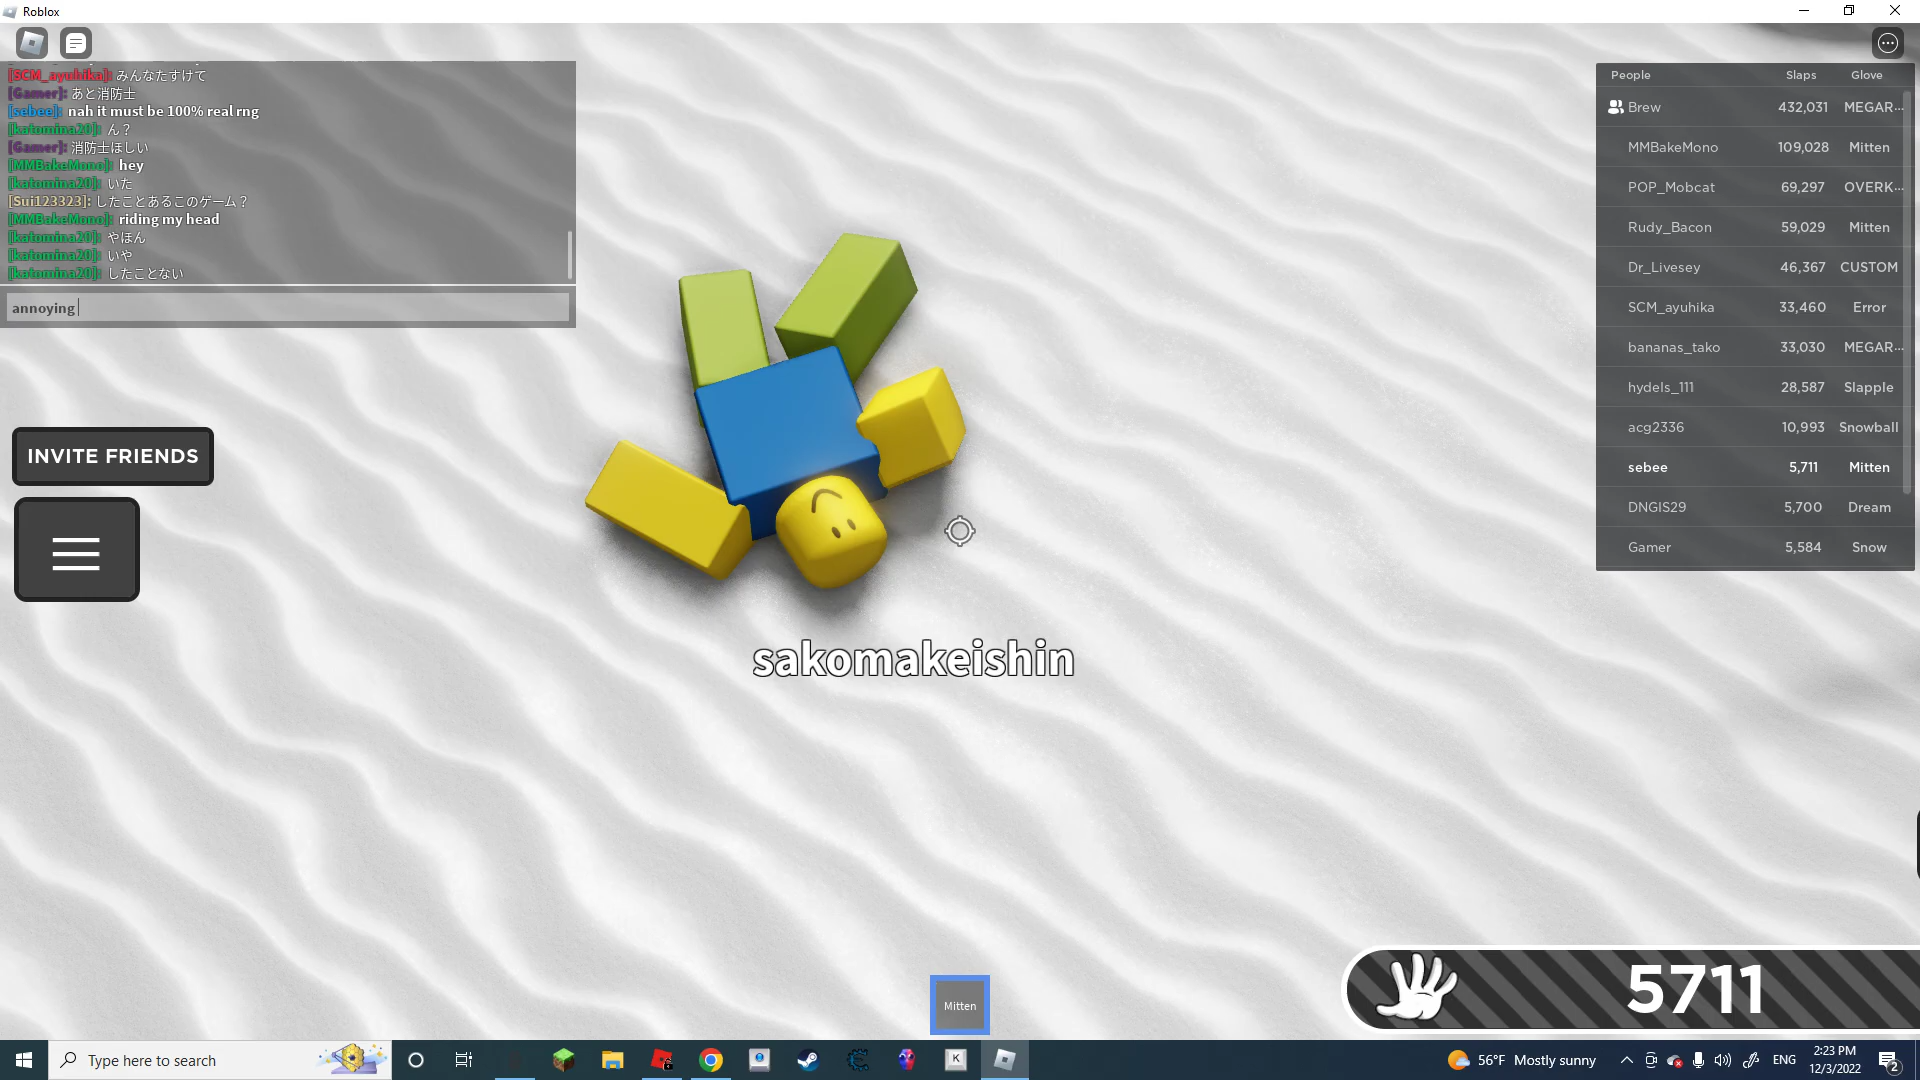 Roblox
[SCM_ayuhika]: みんなたすけて
[Gamer]: あと消防士
[sebee]: nah it must be 100% real rng
[katomina20]: ん？
[Gamer]: 消防士ほしい
[MMBakeMono]: hey
[katomina20]: いた
[Sui123323]: したことあるこのゲーム？
[MMBakeMono]: riding my head
[katomina20]: やほん
[katomina20]: いや
[katomina20]: したことない
annoying
INVITE FRIENDS
People Slaps Glove
Brew 432,031 MEGAR...
MMBakeMono 109,028 Mitten
POP_Mobcat 69,297 OVERK...
Rudy_Bacon 59,029 Mitten
Dr_Livesey 46,367 CUSTOM
SCM_ayuhika 33,460 Error
bananas_tako 33,030 MEGAR...
hydels_111 28,587 Slapple
acg2336 10,993 Snowball
sebee 5,711 Mitten
DNGIS29 5,700 Dream
Gamer 5,584 Snow
sakomakeishin
Mitten
5711
Type here to search
K
56°F Mostly sunny
ENG
2:23 PM
12/3/2022
2